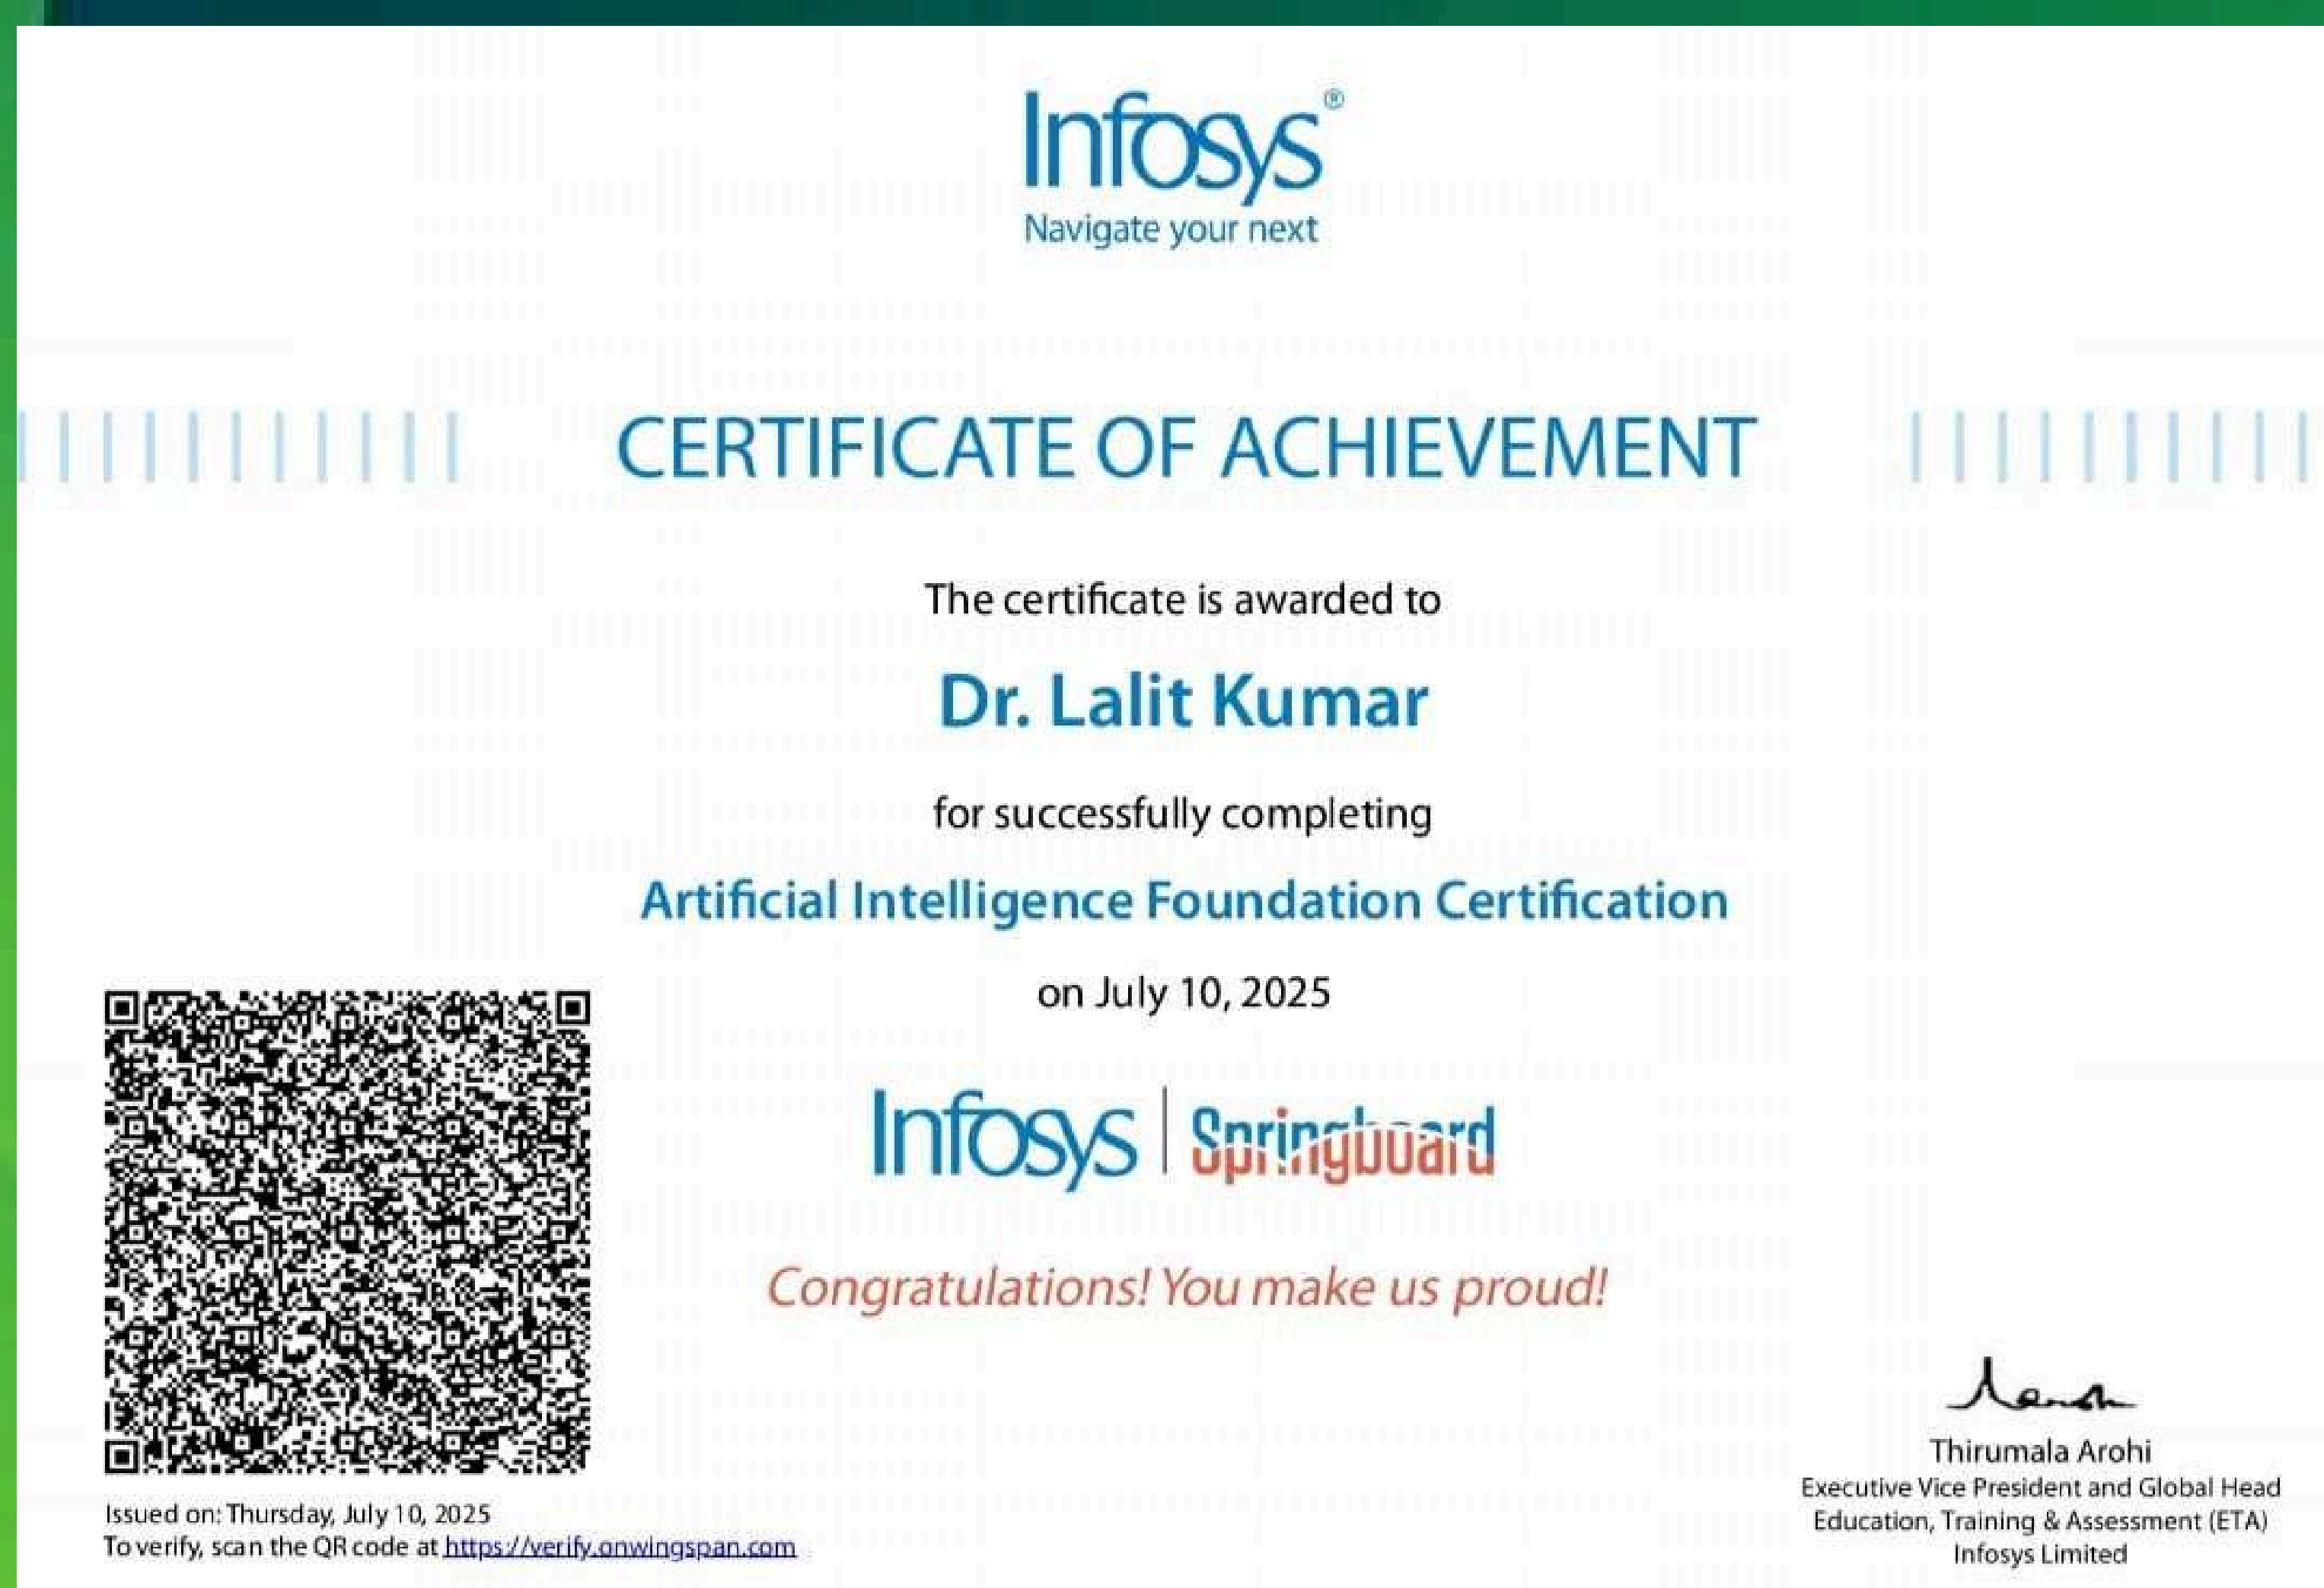 Infosys®
Navigate your next
CERTIFICATE OF ACHIEVEMENT
The certificate is awarded to
Dr. Lalit Kumar
for successfully completing
Artificial Intelligence Foundation Certification
on July 10, 2025
Infosys | Springboard
Congratulations! You make us proud!
Issued on: Thursday, July 10, 2025
To verify, scan the QR code at https://verify.onwingspan.com
Thirumala Arohi
Executive Vice President and Global Head
Education, Training & Assessment (ETA)
Infosys Limited